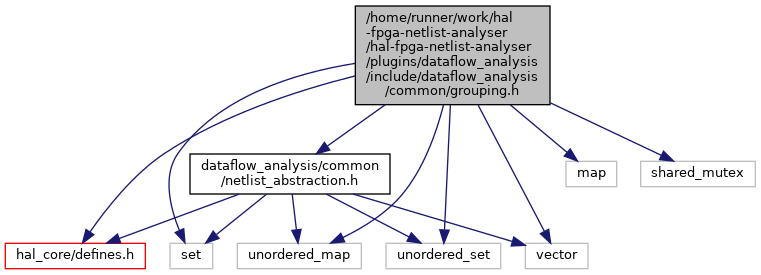 /home/runner/work/hal
-fpga-netlist-analyser
/hal-fpga-netlist-analyser
/plugins/dataflow_analysis
/include/dataflow_analysis
/common/grouping.h
dataflow_analysis/common
/netlist_abstraction.h
map
shared_mutex
hal_core/defines.h
set
unordered_map
unordered_set
vector